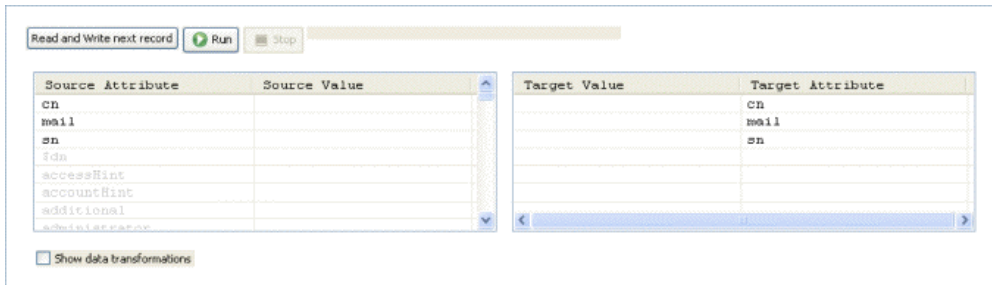 Read and Write next record Run Stop
Source Attribute Source Value Target Value Target Attribute
cn cn
mail mail
sn sn
$dn
accessHint
accountHint
additional
administrator
Show data transformations